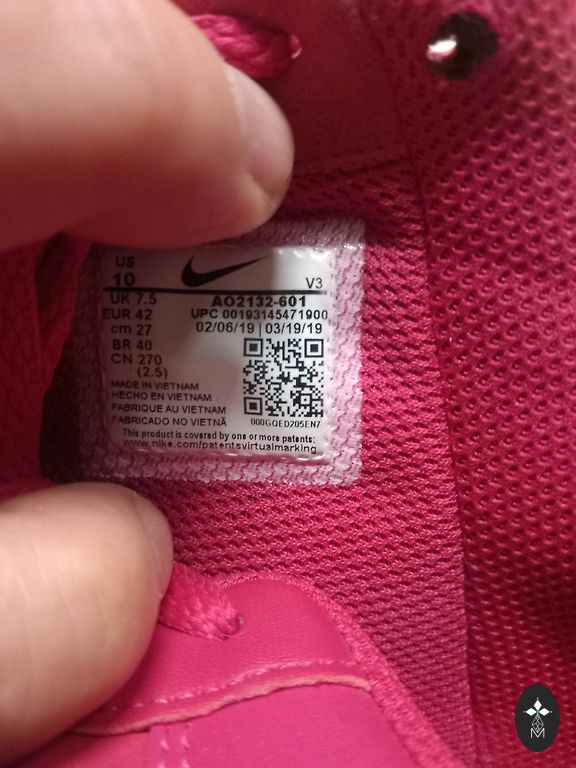 US
10
V3
UK 7.5 AO2132-601
EUR 42 UPC 00193145471900
cm 27 02/06/19 | 03/19/19
BR 40
CN 270
(2.5)
MADE IN VIETNAM
HECHO EN VIETNAM
FABRIQUE AU VIETNAM
FABRICADO NO VIETNÃ
000GQED205EN7
This product is covered by one or more patents:
www.nike.com/patentsvirtualmarking
M